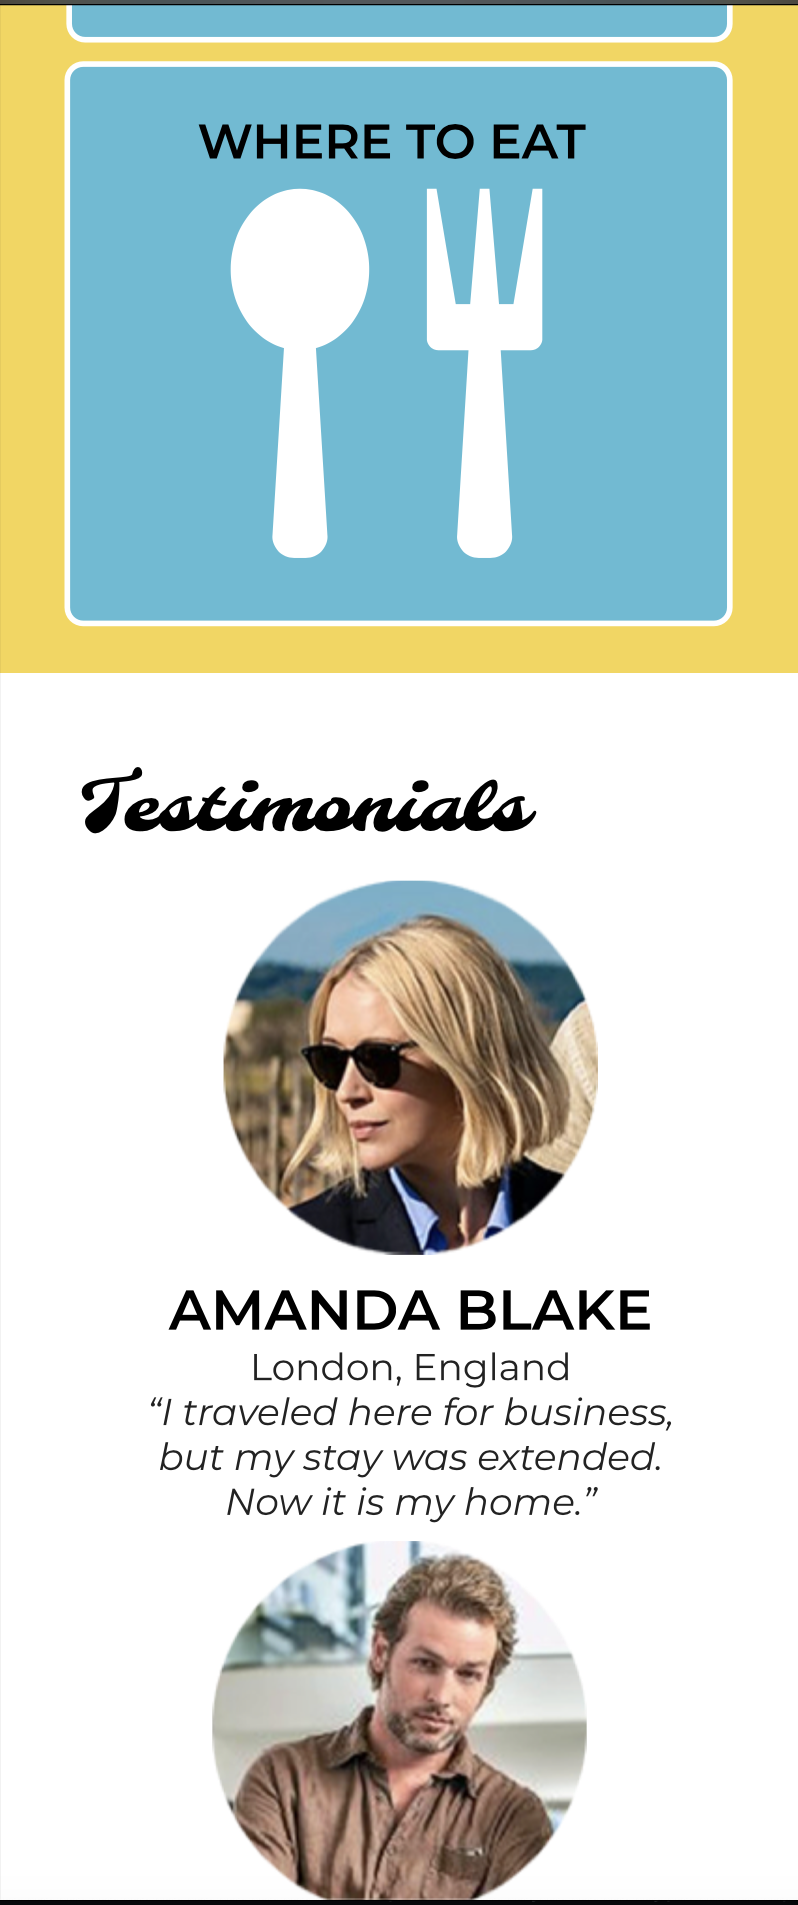 WHERE TO EAT
Testimonials
AMANDA BLAKE
London, England
“I traveled here for business,
but my stay was extended.
Now it is my home.”